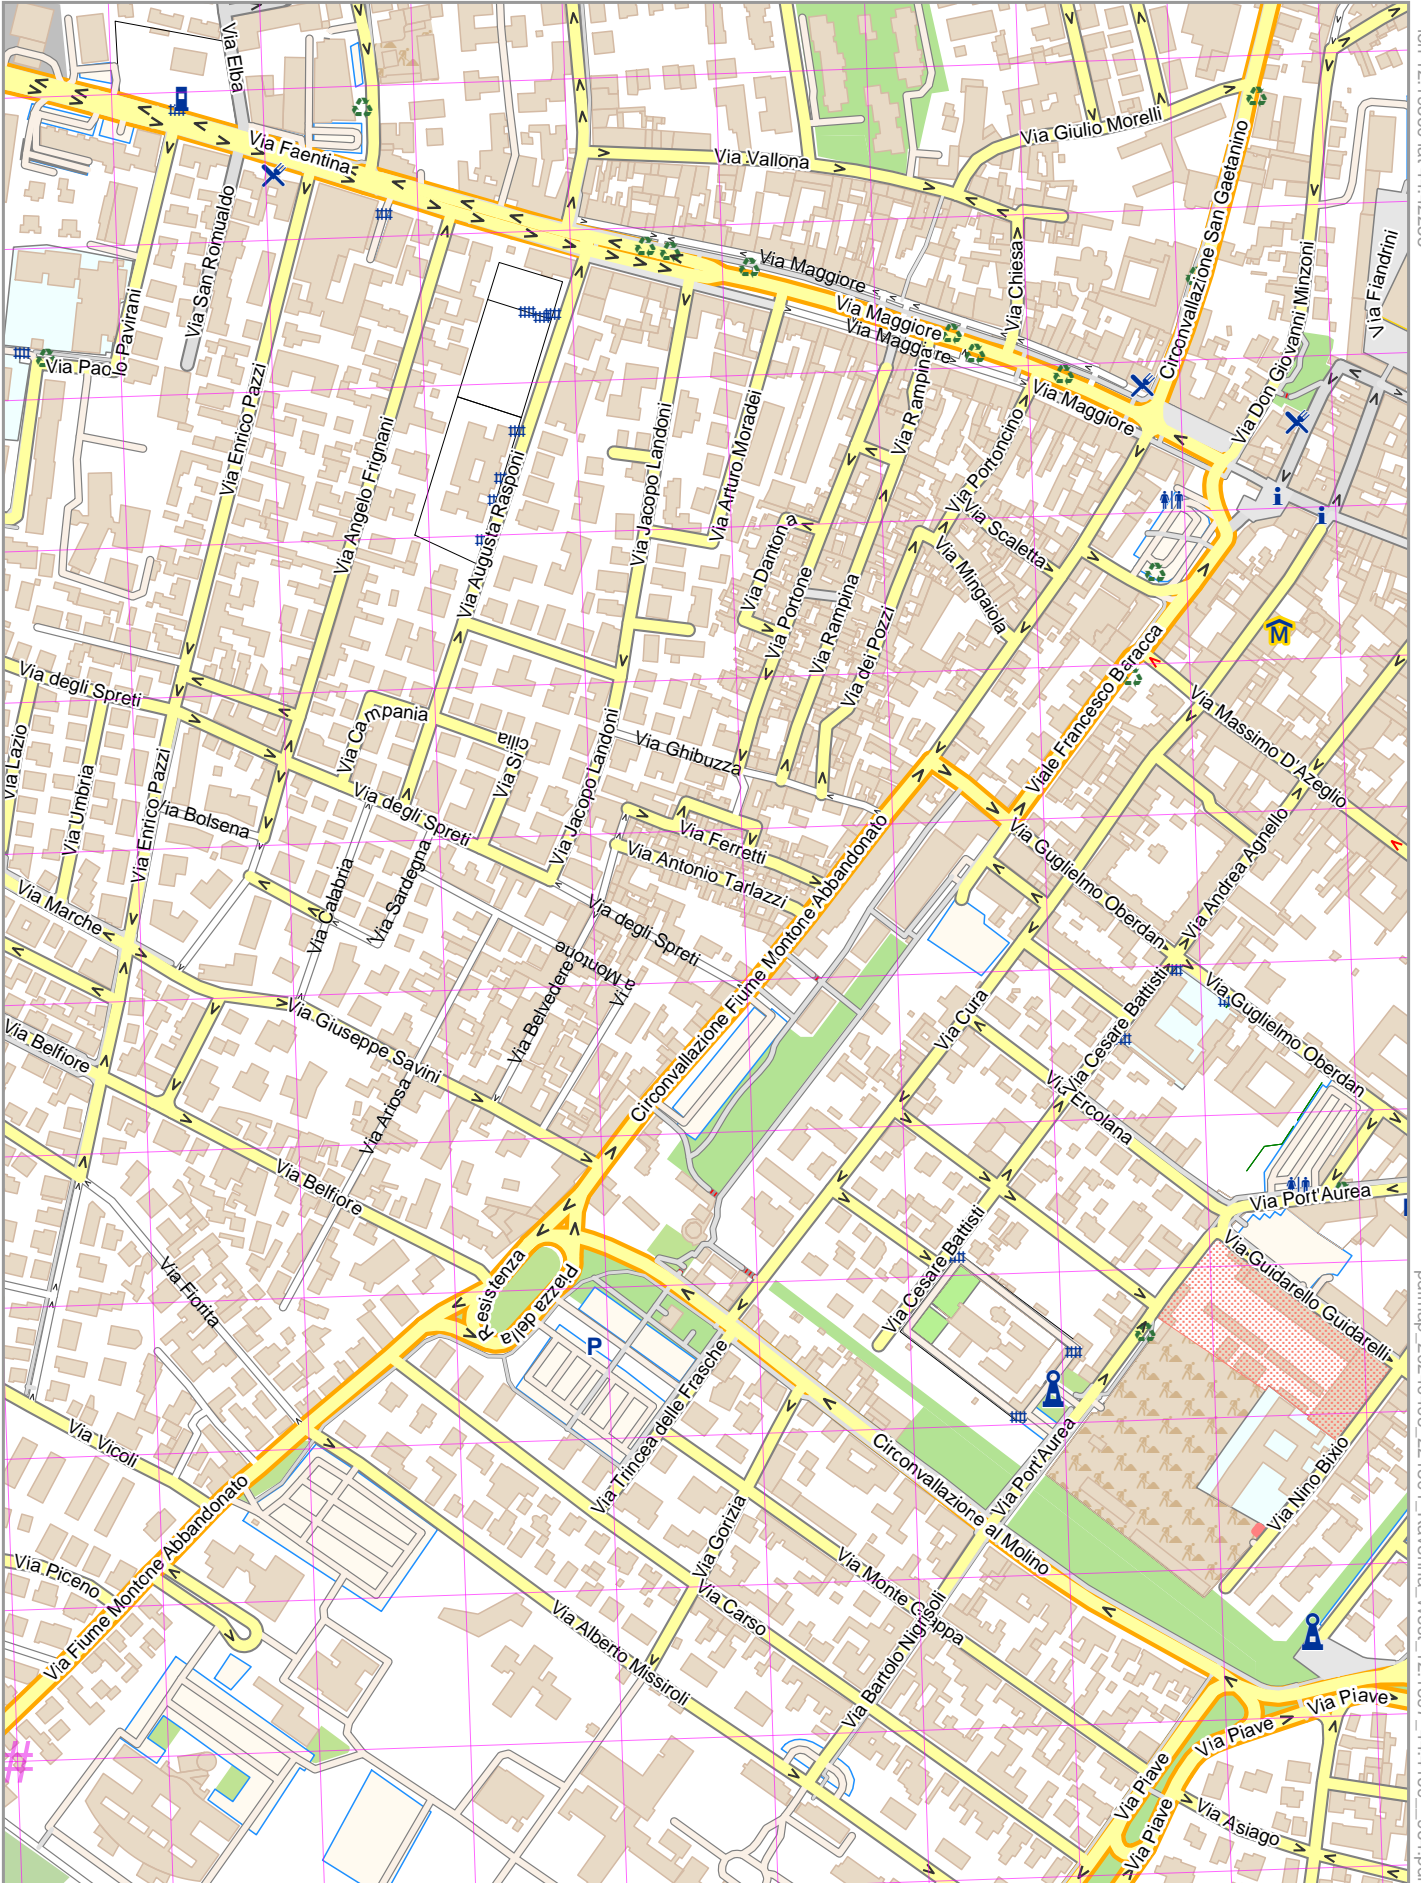 Via Elba
Via Faentina
Via Vallona
Via Giulio Morelli
Circonvallazione San Gaetanino
Via Don Giovanni Minzoni
Via Fiandrini
Via San Romualdo
Via Paolo Pavirani
Via Maggiore
Via Maggiore
Via Maggiore
Via Maggiore
Via Chiesa
Via Enrico Pazzi
Via Angelo Frignani
Via Augusta Rasponi
Via Jacopo Landoni
Via Arturo Moradei
Via Rampina
Via Portoncino
Via Scaletta
Via Mingaiola
Via Dantona
Via Portone
Via Rampina
Via dei Pozzi
i
i
M
Viale Francesco Baracca
Via Massimo D'Azeglio
Via degli Spreti
Via Lazio
Via Umbria
Via Enrico Pazzi
Via Bolsena
Via Campania
Via Sicilia
Via Jacopo Landoni
Via Ghibuzza
Via degli Spreti
Via Ferretti
Via Antonio Tarlazzi
Via Calabria
Via Sardegna
Via Marche
Via degli Spreti
Via Montone
Via Belvedere
Circonvallazione Fiume Montone Abbandonato
Via Guglielmo Oberdan
Via Andrea Agnello
Via Guglielmo Oberdan
Via Cesare Battisti
Via Cura
Via Ercolana
Via Belfiore
Via Giuseppe Savini
Via Ariosa
Via Belfiore
Via Fiorita
Piazza della Resistenza
P
Via Cesare Battisti
Via Port'Aurea
Via Guidarello Guidarelli
Via Trincea delle Frasche
Via Vicoli
Via Piceno
Via Fiume Montone Abbandonato
Circonvallazione al Molino
Via Port'Aurea
Via Nino Bixio
Via Gorizia
Via Carso
Via Monte Grappa
Via Alberto Missiroli
Via Bartolo Nigrisoli
Via Piave
Via Piave
Via Piave
Via Piave
Via Asiago
#